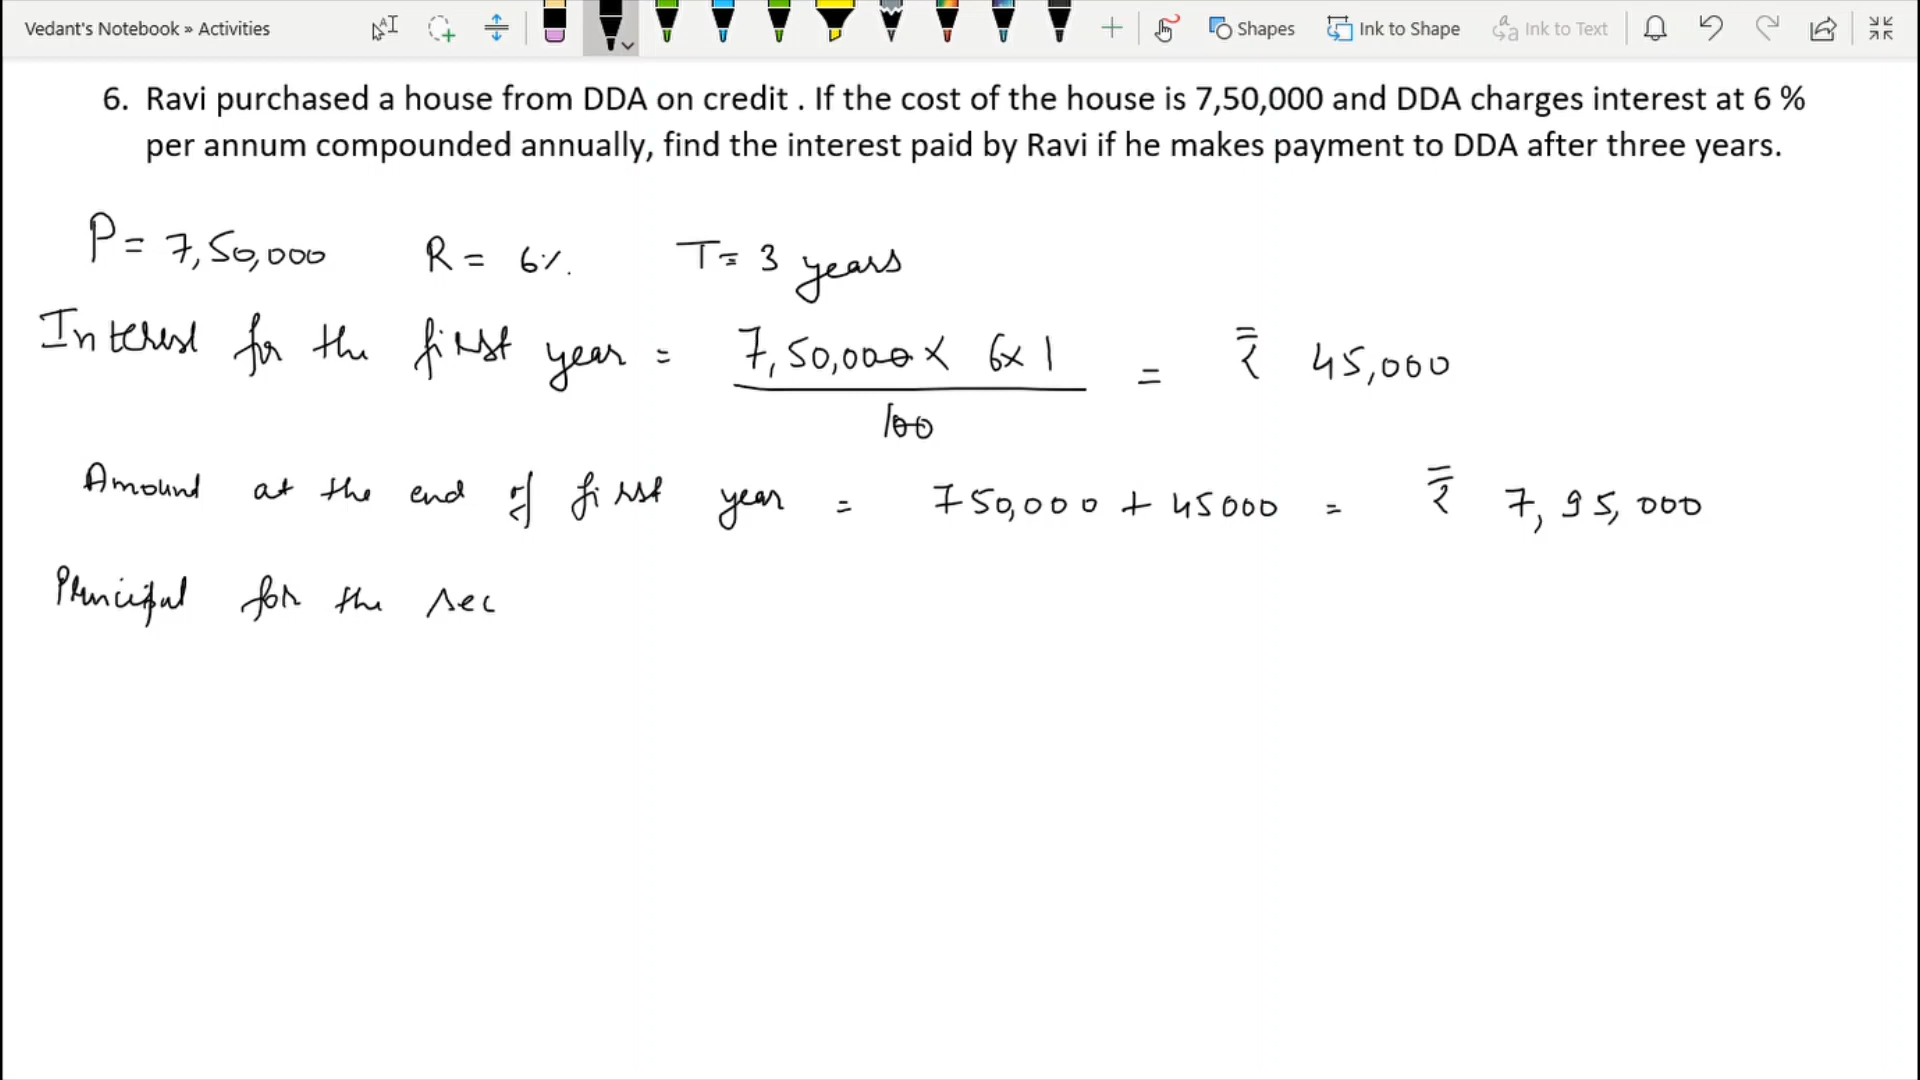 Vedant's Notebook » Activities Shapes Ink to Shape Ink to Text
6. Ravi purchased a house from DDA on credit . If the cost of the house is 7,50,000 and DDA charges interest at 6 %
per annum compounded annually, find the interest paid by Ravi if he makes payment to DDA after three years.
P = 7,50,000 R = 6% T = 3 years
Interest for the first year = 7,50,000 × 6 × 1 / 100 = ₹ 45,000
Amount at the end of first year = 750,000 + 45000 = ₹ 7,95,000
Principal for the sec